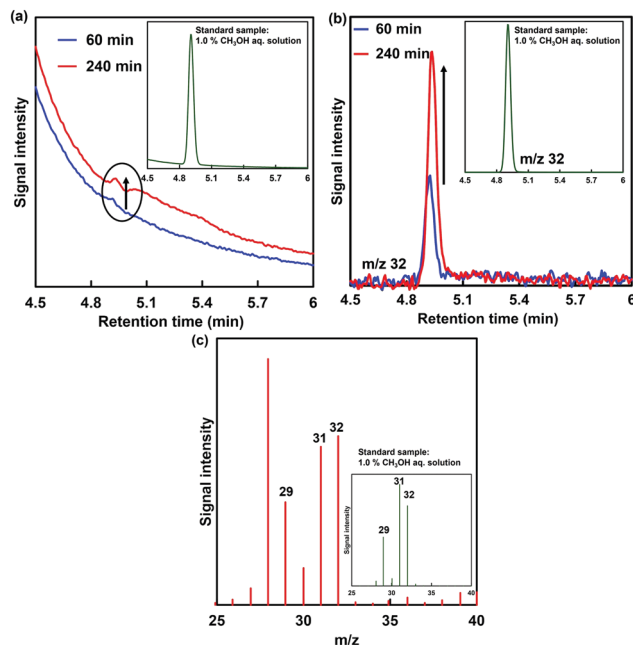 (a)
60 min
240 min
Standard sample:
1.0 % CH₃OH aq. solution
4.5 4.8 5.1 5.4 5.7 6
Signal intensity
4.5 4.8 5.1 5.4 5.7 6
Retention time (min)
(b)
60 min
240 min
Standard sample:
1.0 % CH₃OH aq. solution
m/z 32
4.5 4.8 5.1 5.4 5.7 6
m/z 32
Signal intensity
4.5 4.8 5.1 5.4 5.7 6
Retention time (min)
(c)
29
31
32
Standard sample:
1.0 % CH₃OH aq. solution
31
32
29
Signal intensity
25 30 35 40
Signal intensity
25 30 35 40
m/z